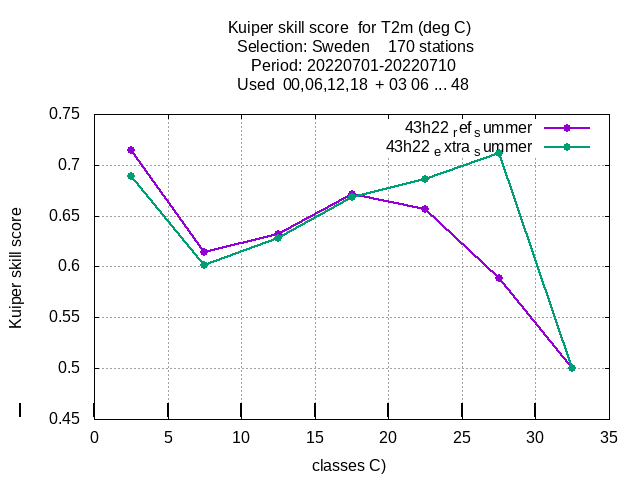 Kuiper skill score  for T2m (deg C)
Selection: Sweden    170 stations
Period: 20220701-20220710
Used  00,06,12,18  + 03 06 ... 48
43h22 ref summer
43h22 extra summer
0.75
0.7
0.65
0.6
0.55
0.5
0.45
Kuiper skill score
0
5
10
15
20
25
30
35
classes C)